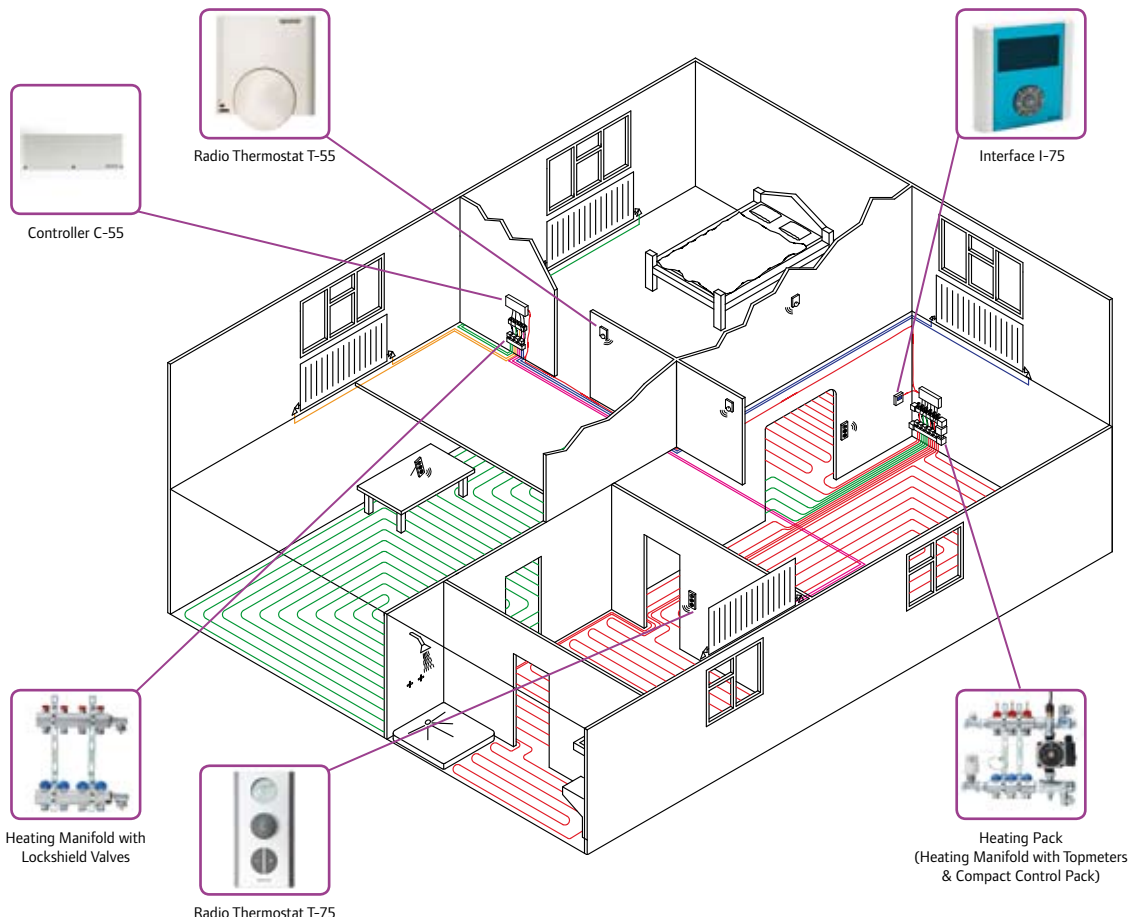 Radio Thermostat T-55
Interface I-75
Controller C-55
Heating Manifold with
Lockshield Valves
Radio Thermostat T-75
Heating Pack
(Heating Manifold with Topmeters
& Compact Control Pack)